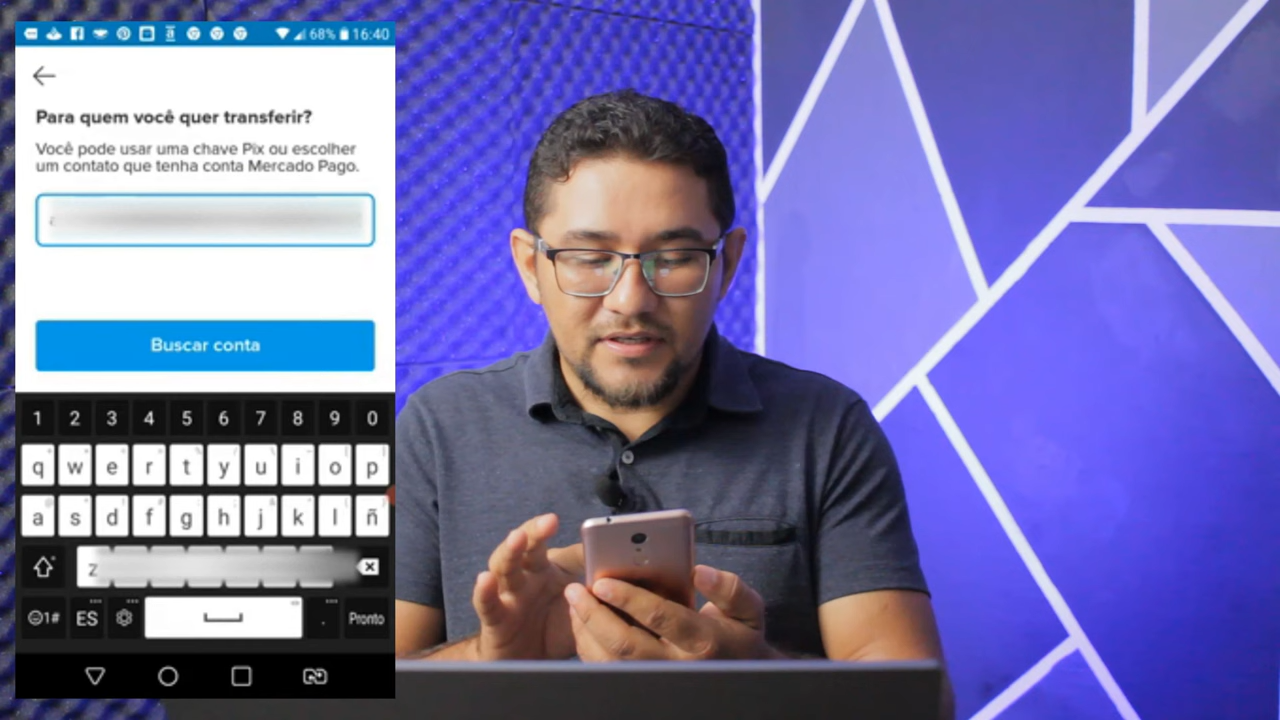 68% 16:40
Para quem você quer transferir?
Você pode usar uma chave Pix ou escolher
um contato que tenha conta Mercado Pago.
Buscar conta
1 2 3 4 5 6 7 8 9 0
q w e r t y u i o p
a s d f g h j k l ñ
z
1# ES . Pronto